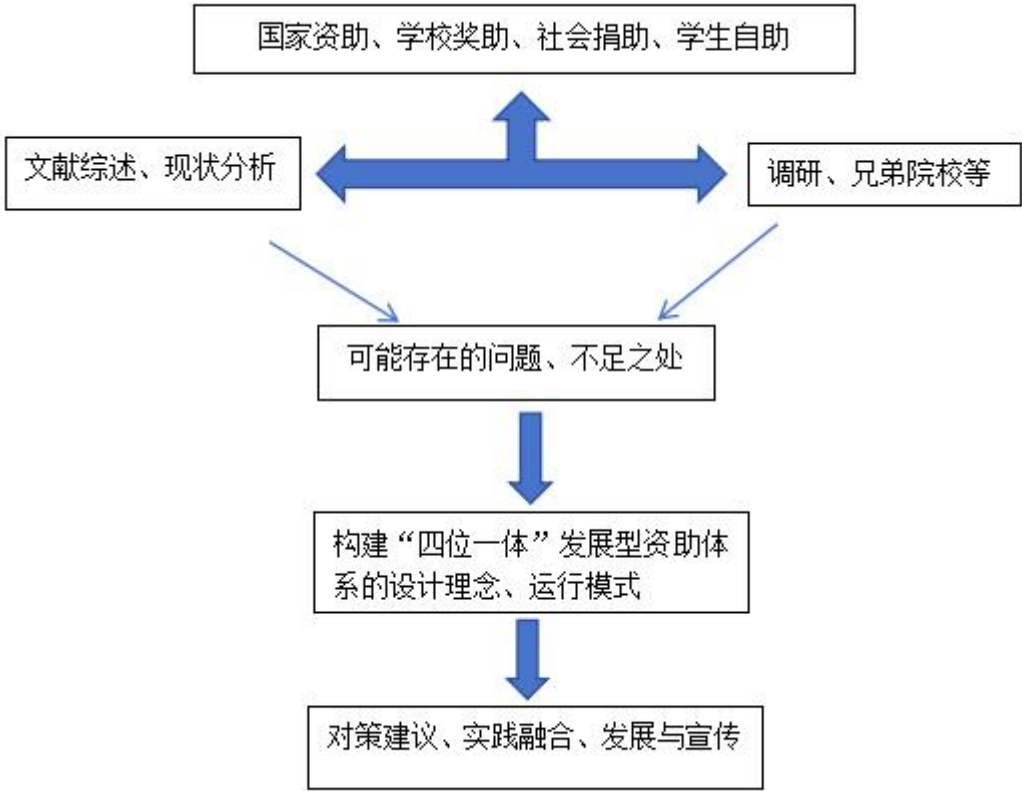 国家资助、学校奖助、社会捐助、学生自助
文献综述、现状分析
调研、兄弟院校等
可能存在的问题、不足之处
构建“四位一体”发展型资助体
系的设计理念、运行模式
对策建议、实践融合、发展与宣传